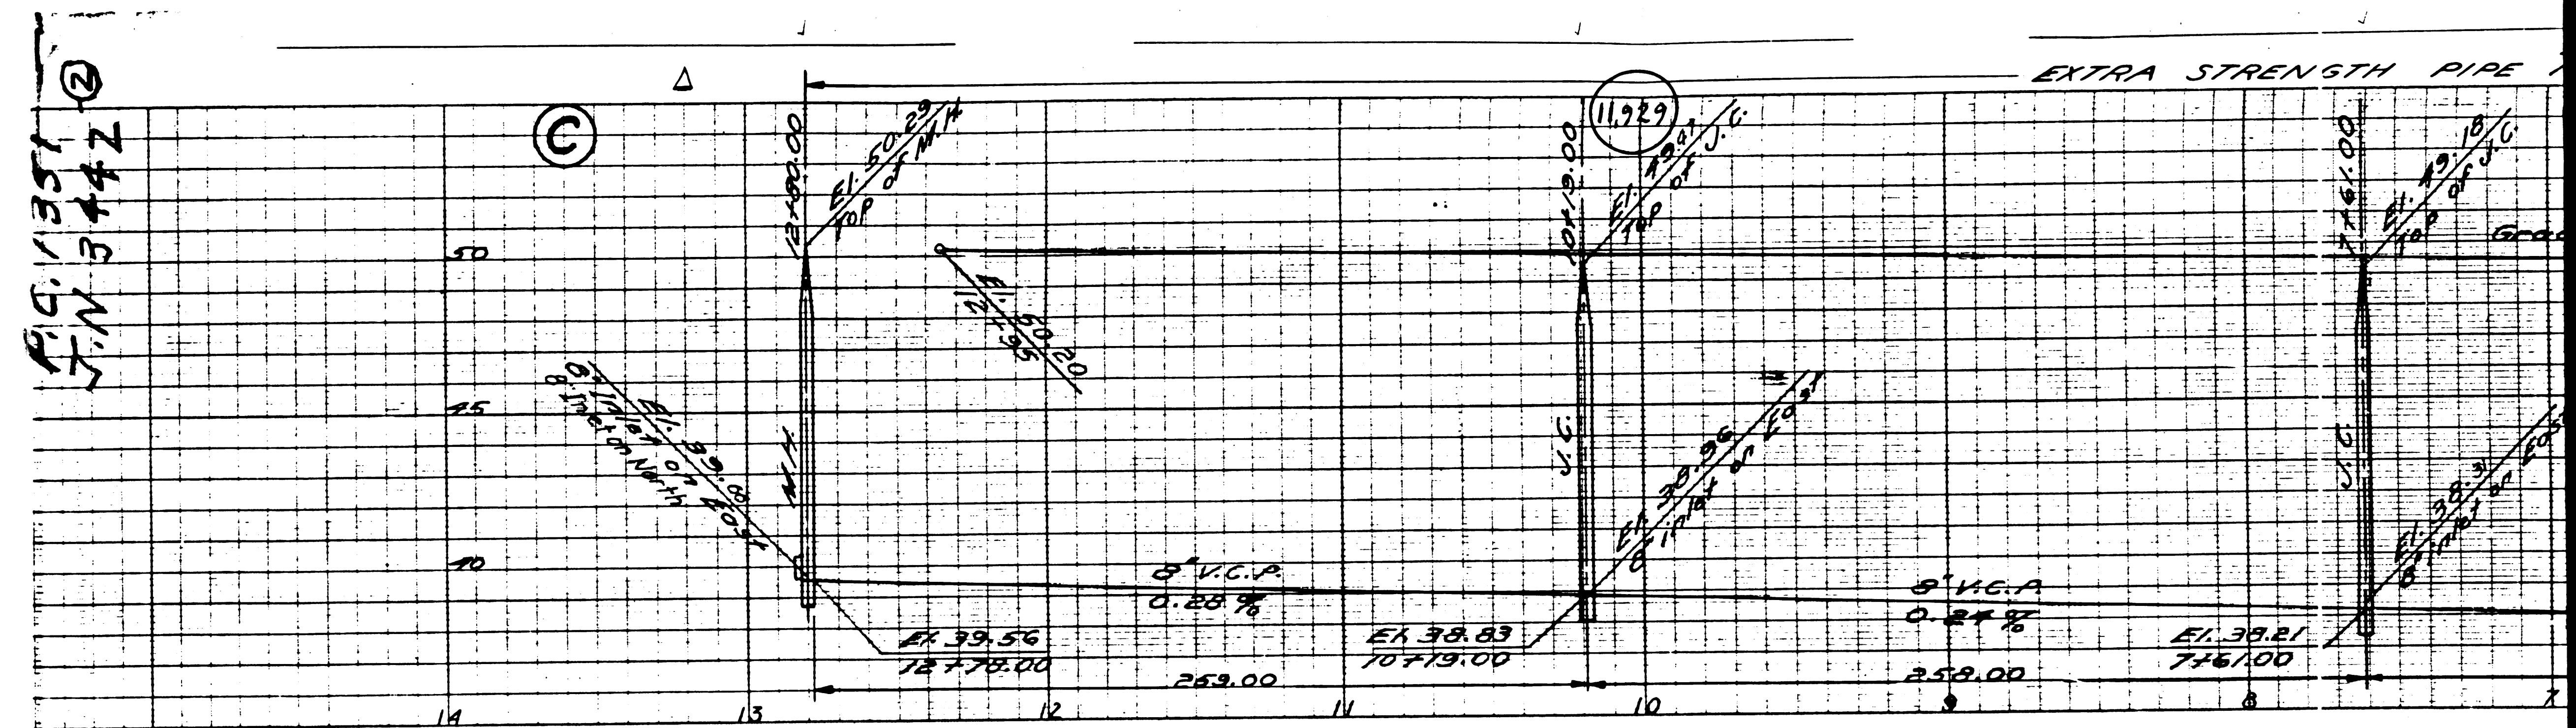 P.C. 11351
J.N 3442 ②
EXTRA STRENGTH PIPE
Δ
C
11,929
12+80.00
El. 50.29
Top of M.H.
10+19.00
El. 49.47
Top of J.C.
7+61.00
El. 49.18
Top of J.C.
Grad
50
El. 50.20
12+95
45
El. 39.68
8" Inlet on East
8" Inlet on North
M.H.
J.C.
El. 38.96
8" inlet on East
J.C.
El. 38.31
8" inlet on East
40
8" V.C.P.
0.28 %
8" V.C.P.
0.24 %
El. 39.56
12+78.00
El. 38.83
10+19.00
El. 38.21
7+61.00
259.00
258.00
14 13 12 11 10 9 8 7